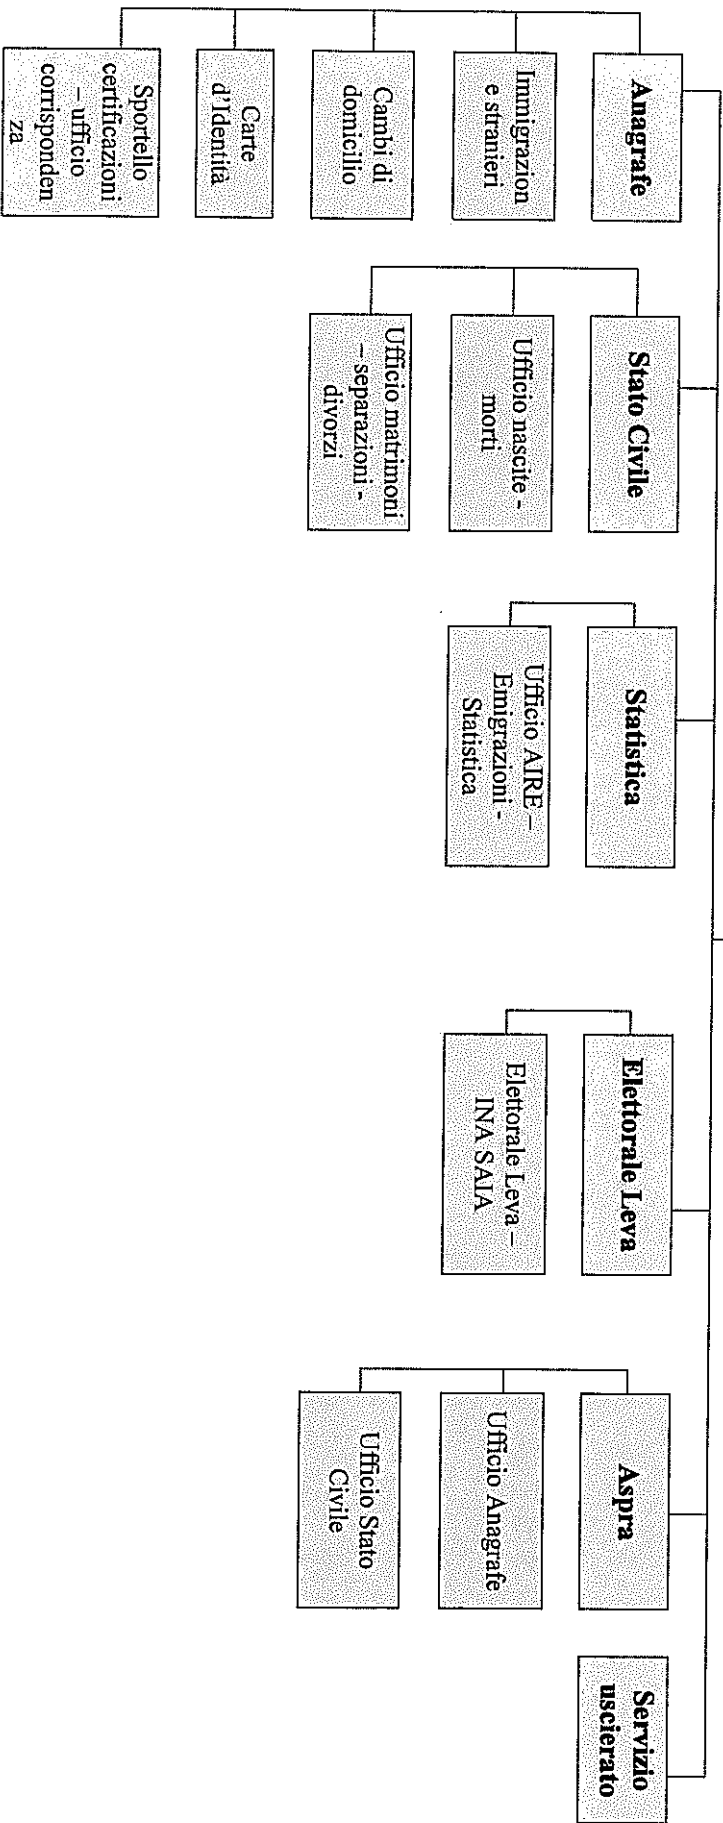 Anagrafe
Immigrazion
e stranieri
Cambi di
domicilio
Carte
d'Identità
Sportello
certificazioni
– ufficio
corrisponden
za
Stato Civile
Ufficio nascite -
morti
Ufficio matrimoni
– separazioni -
divorzi
Statistica
Ufficio AIRE –
Emigrazioni -
Statistica
Elettorale Leva
Elettorale Leva –
INA SAIA
Aspra
Ufficio Anagrafe
Ufficio Stato
Civile
Servizio
uscierato